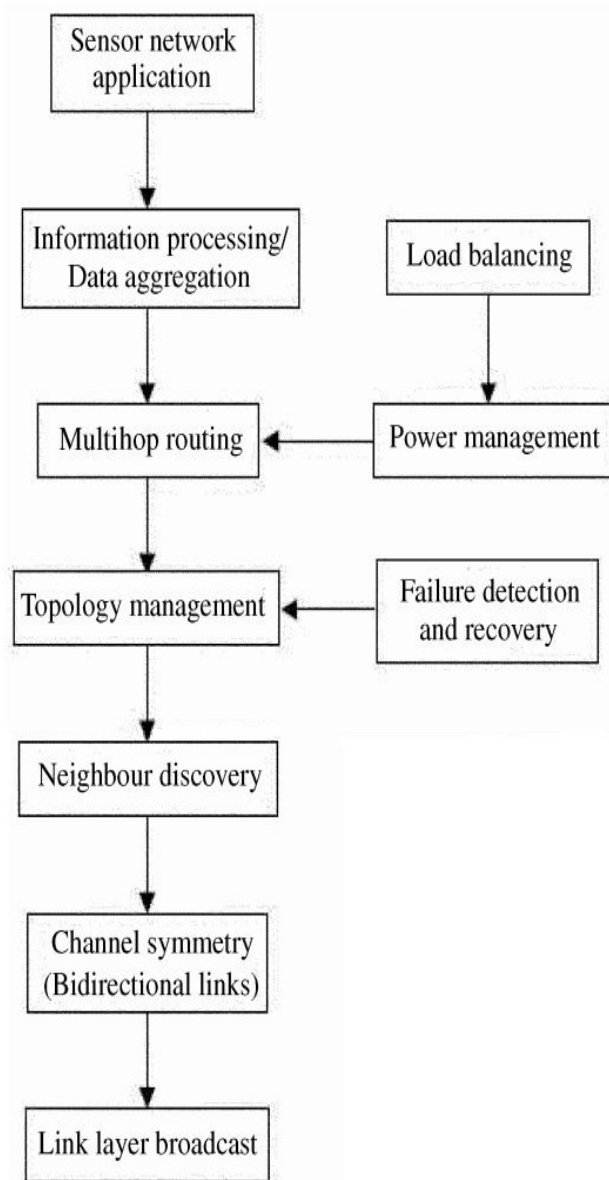 Sensor network
application
Information processing/
Data aggregation
Load balancing
Multihop routing
Power management
Topology management
Failure detection
and recovery
Neighbour discovery
Channel symmetry
(Bidirectional links)
Link layer broadcast